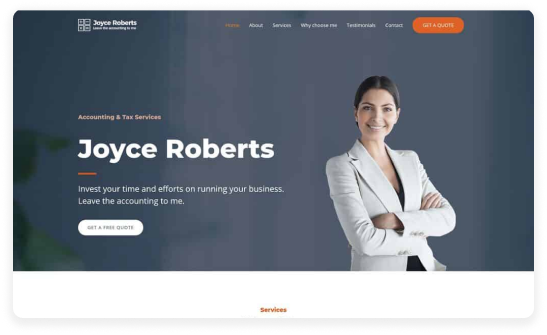 Joyce Roberts
Leave the accounting to me
Home About Services Why choose me Testimonials Contact GET A QUOTE
Accounting & Tax Services
Joyce Roberts
Invest your time and efforts on running your business.
Leave the accounting to me.
GET A FREE QUOTE
Services